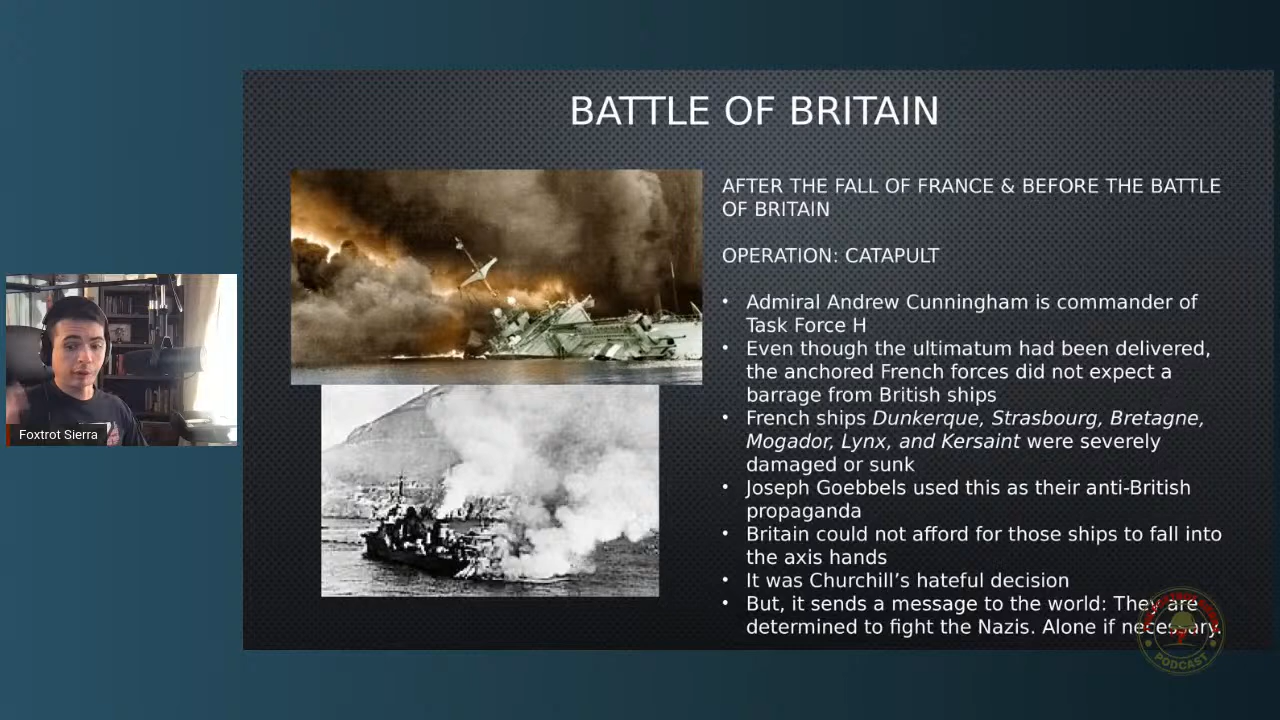 BATTLE OF BRITAIN
AFTER THE FALL OF FRANCE & BEFORE THE BATTLE
OF BRITAIN
OPERATION: CATAPULT
• Admiral Andrew Cunningham is commander of
Task Force H
• Even though the ultimatum had been delivered,
the anchored French forces did not expect a
barrage from British ships
• French ships Dunkerque, Strasbourg, Bretagne,
Mogador, Lynx, and Kersaint were severely
damaged or sunk
• Joseph Goebbels used this as their anti-British
propaganda
• Britain could not afford for those ships to fall into
the axis hands
• It was Churchill’s hateful decision
• But, it sends a message to the world: They are
determined to fight the Nazis. Alone if necessary.
Foxtrot Sierra
PODCAST